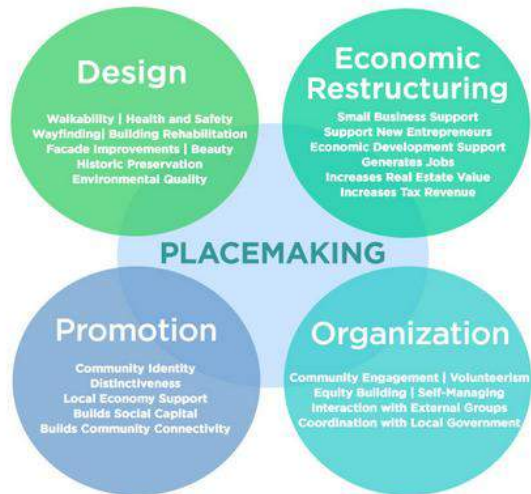 Design
Walkability | Health and Safety
Wayfinding| Building Rehabilitation
Facade Improvements | Beauty
Historic Preservation
Environmental Quality
Economic
Restructuring
Small Business Support
Support New Entrepreneurs
Economic Development Support
Generates Jobs
Increases Real Estate Value
Increases Tax Revenue
PLACEMAKING
Promotion
Community Identity
Distinctiveness
Local Economy Support
Builds Social Capital
Builds Community Connectivity
Organization
Community Engagement | Volunteerism
Equity Building | Self-Managing
Interaction with External Groups
Coordination with Local Government